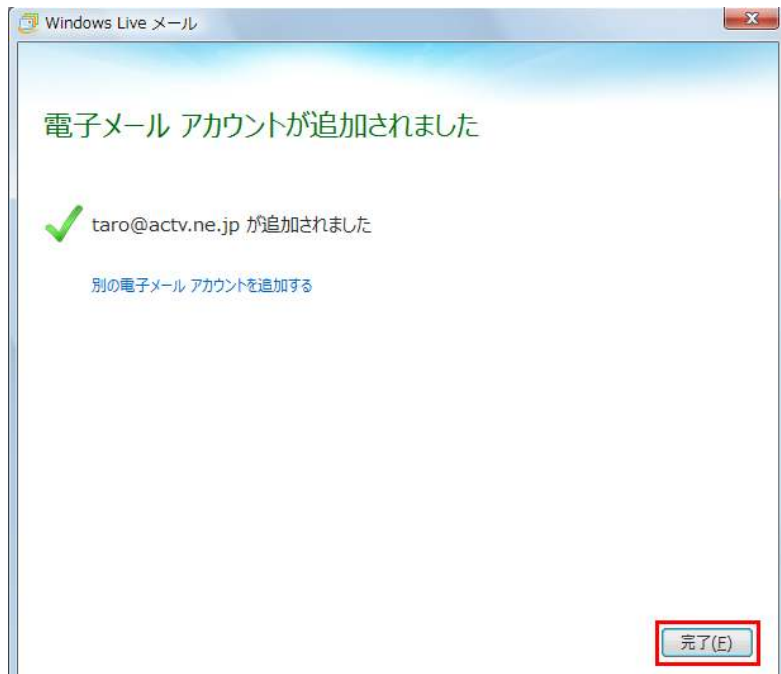 Windows Live メール
電子メール アカウントが追加されました
taro@actv.ne.jp が追加されました
別の電子メール アカウントを追加する
完了(F)